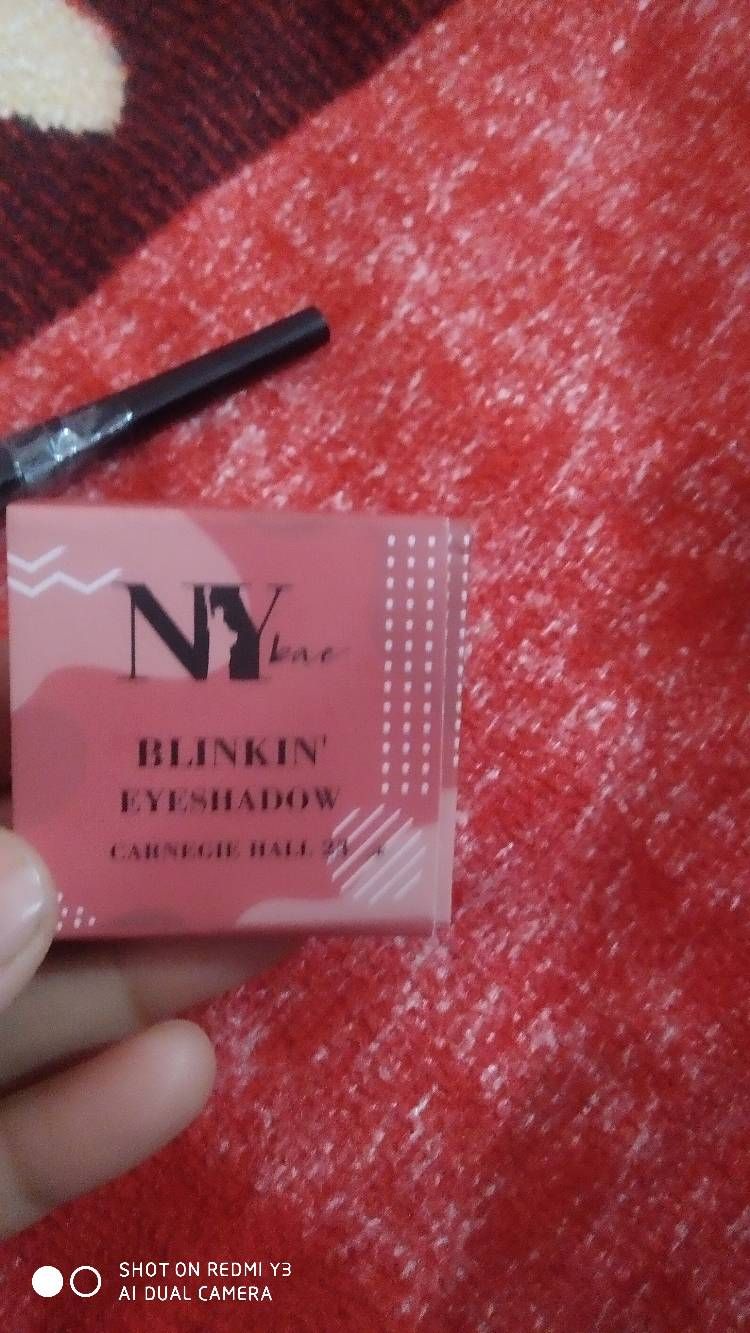 NY bae
BLINKIN'
EYESHADOW
CARNEGIE HALL
SHOT ON REDMI Y3
AI DUAL CAMERA